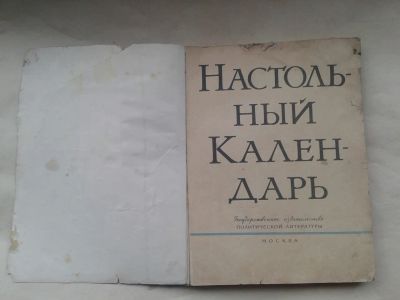 НАСТОЛЬ-
НЫЙ
КАЛЕН-
ДАРЬ
Государственное издательство
ПОЛИТИЧЕСКОЙ ЛИТЕРАТУРЫ
МОСКВА